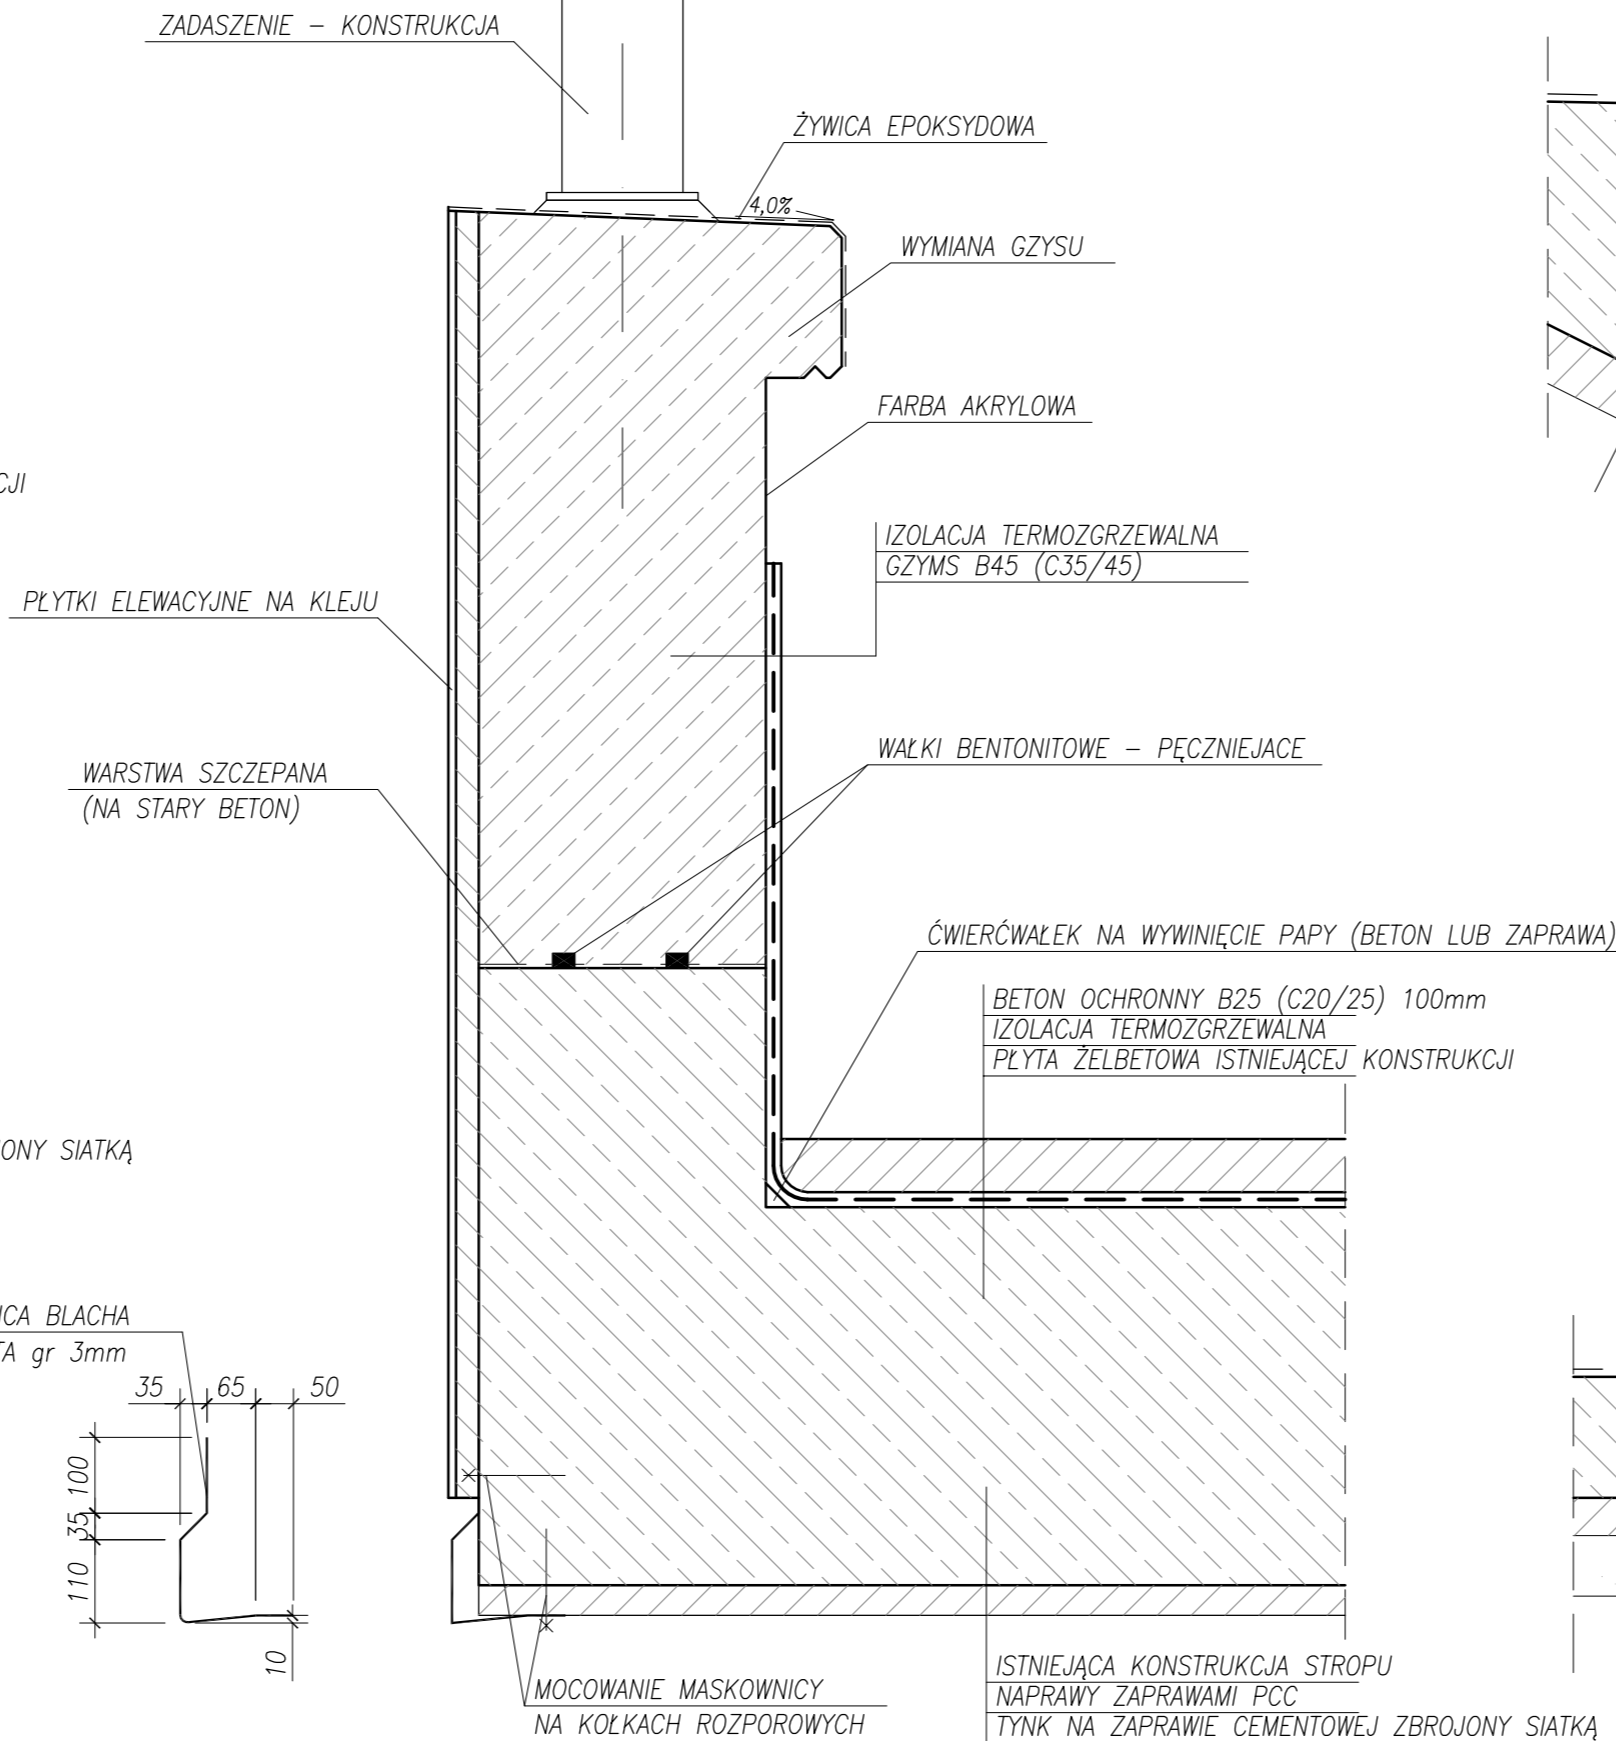 ZADASZENIE – KONSTRUKCJA
ŻYWICA EPOKSYDOWA
4,0%
WYMIANA GZYSU
FARBA AKRYLOWA
CJI
IZOLACJA TERMOZGRZEWALNA
GZYMS B45 (C35/45)
PŁYTKI ELEWACYJNE NA KLEJU
WAŁKI BENTONITOWE – PĘCZNIEJACE
WARSTWA SZCZEPANA
(NA STARY BETON)
ĆWIERĆWAŁEK NA WYWINIĘCIE PAPY (BETON LUB ZAPRAWA)
BETON OCHRONNY B25 (C20/25) 100mm
IZOLACJA TERMOZGRZEWALNA
PŁYTA ŻELBETOWA ISTNIEJĄCEJ KONSTRUKCJI
ONY SIATKĄ
ICA BLACHA
TA gr 3mm
35 65 50
100
35
110
10
MOCOWANIE MASKOWNICY
NA KOŁKACH ROZPOROWYCH
ISTNIEJĄCA KONSTRUKCJA STROPU
NAPRAWY ZAPRAWAMI PCC
TYNK NA ZAPRAWIE CEMENTOWEJ ZBROJONY SIATKĄ